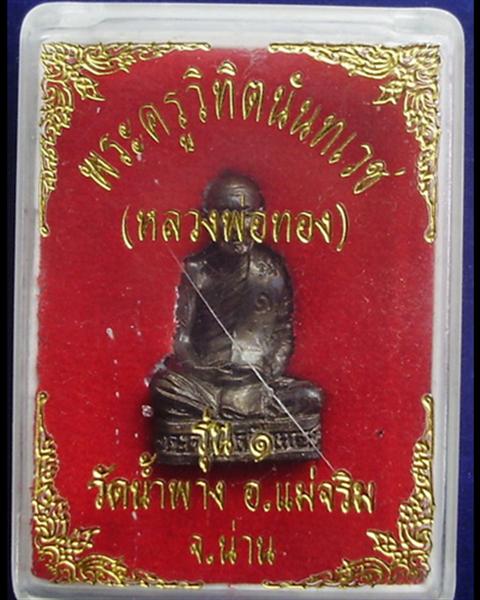 พระครูวิทิตนันทเวช
(หลวงพ่อทอง)
รุ่น ๑
วัดน้ำพาง อ.แม่จริม
จ.น่าน